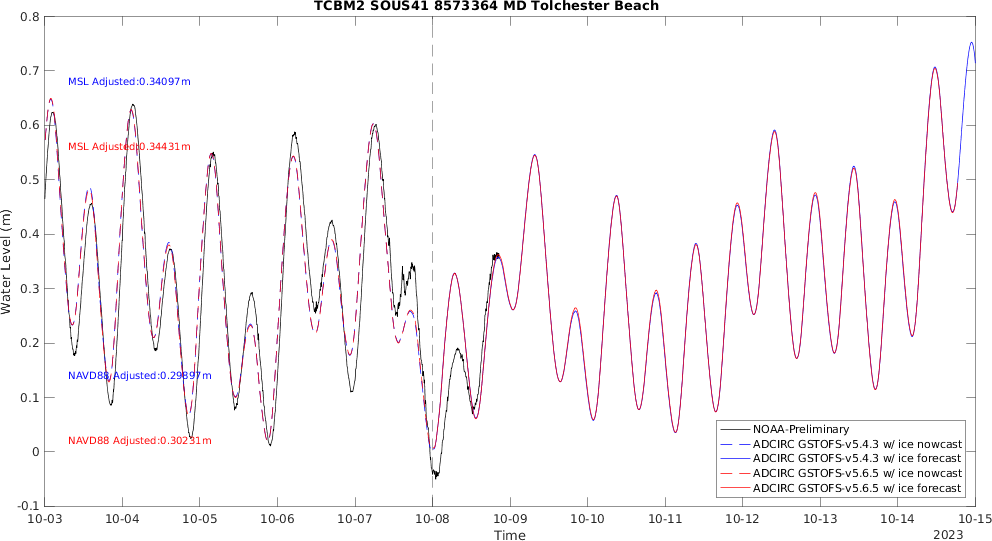 TCBM2 SOUS41 8573364 MD Tolchester Beach
0.8
0.7
0.6
0.5
0.4
0.3
0.2
0.1
0
-0.1
Water Level (m)
MSL Adjusted:0.34097m
MSL Adjusted:0.34431m
NAVD88 Adjusted:0.29897m
NAVD88 Adjusted:0.30231m
NOAA-Preliminary
ADCIRC GSTOFS-v5.4.3 w/ ice nowcast
ADCIRC GSTOFS-v5.4.3 w/ ice forecast
ADCIRC GSTOFS-v5.6.5 w/ ice nowcast
ADCIRC GSTOFS-v5.6.5 w/ ice forecast
10-03 10-04 10-05 10-06 10-07 10-08 10-09 10-10 10-11 10-12 10-13 10-14 10-15
Time
2023